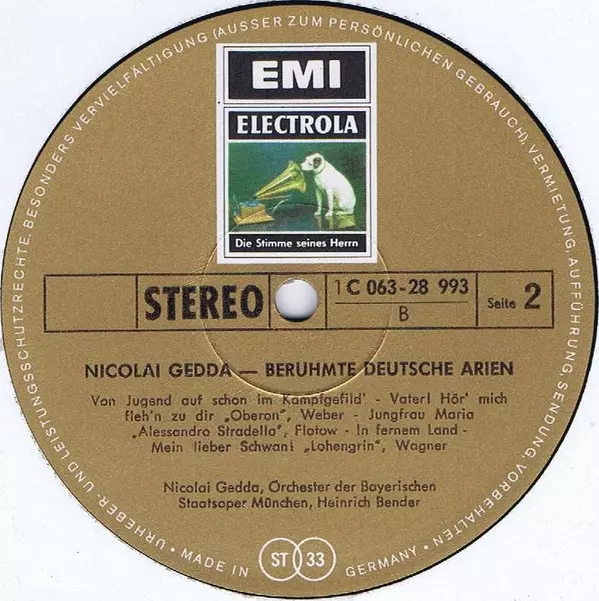 URHEBER- UND LEISTUNGSSCHUTZRECHTE, BESONDERS VERVIELFÄLTIGUNG (AUSSER ZUM PERSÖNLICHEN GEBRAUCH), VERMIETUNG, AUFFÜHRUNG, SENDUNG, VORBEHALTEN •
EMI
ELECTROLA
Die Stimme seines Herrn
STEREO
1 C 063-28 993
B
Seite 2
NICOLAI GEDDA — BERUHMTE DEUTSCHE ARIEN
Von Jugend auf schon im Kampfgefild' - Vater! Hör' mich
fleh'n zu dir „Oberon", Weber - Jungfrau Maria
„Alessandro Stradella", Flotow - In fernem Land -
Mein lieber Schwan! „Lohengrin", Wagner
Nicolai Gedda, Orchester der Bayerischen
Staatsoper München, Heinrich Bender
• MADE IN
ST 33
GERMANY •